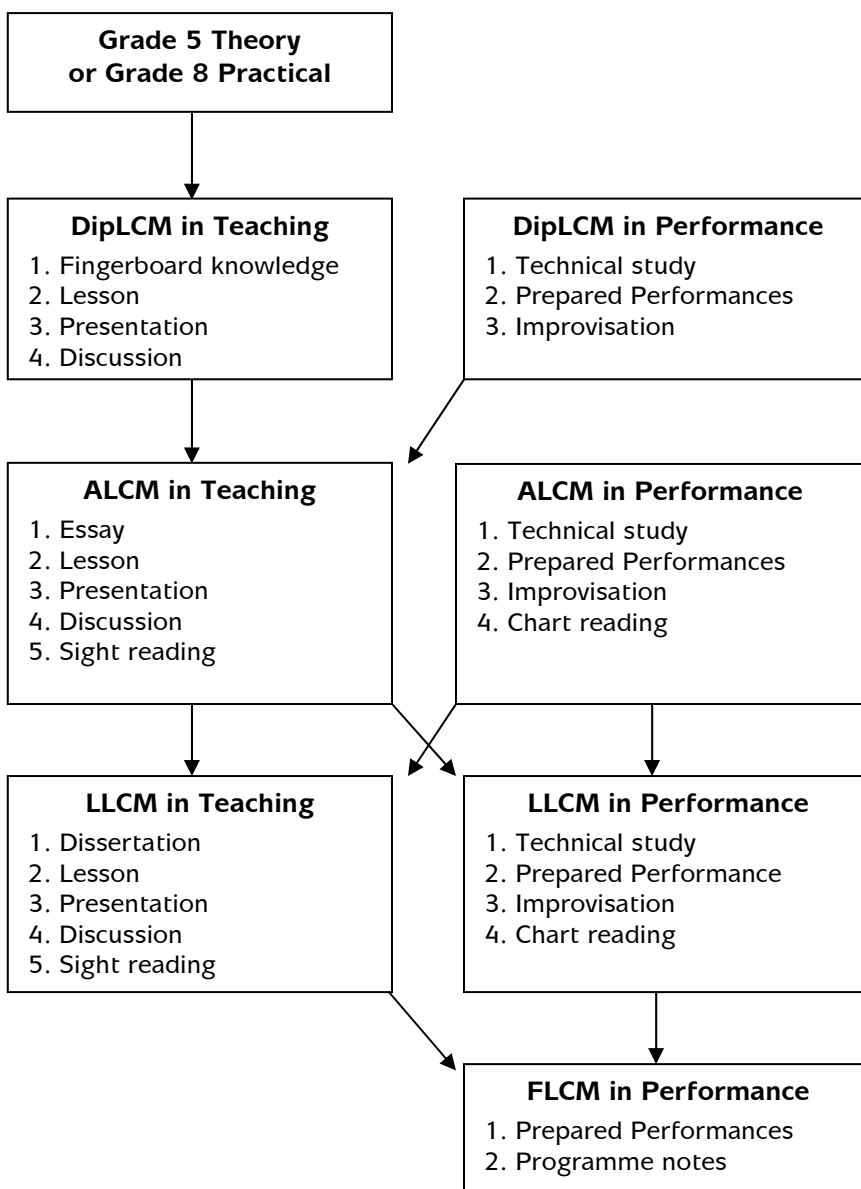 Grade 5 Theory
or Grade 8 Practical
DipLCM in Teaching
1. Fingerboard knowledge
2. Lesson
3. Presentation
4. Discussion
DipLCM in Performance
1. Technical study
2. Prepared Performances
3. Improvisation
ALCM in Teaching
1. Essay
2. Lesson
3. Presentation
4. Discussion
5. Sight reading
ALCM in Performance
1. Technical study
2. Prepared Performances
3. Improvisation
4. Chart reading
LLCM in Teaching
1. Dissertation
2. Lesson
3. Presentation
4. Discussion
5. Sight reading
LLCM in Performance
1. Technical study
2. Prepared Performance
3. Improvisation
4. Chart reading
FLCM in Performance
1. Prepared Performances
2. Programme notes